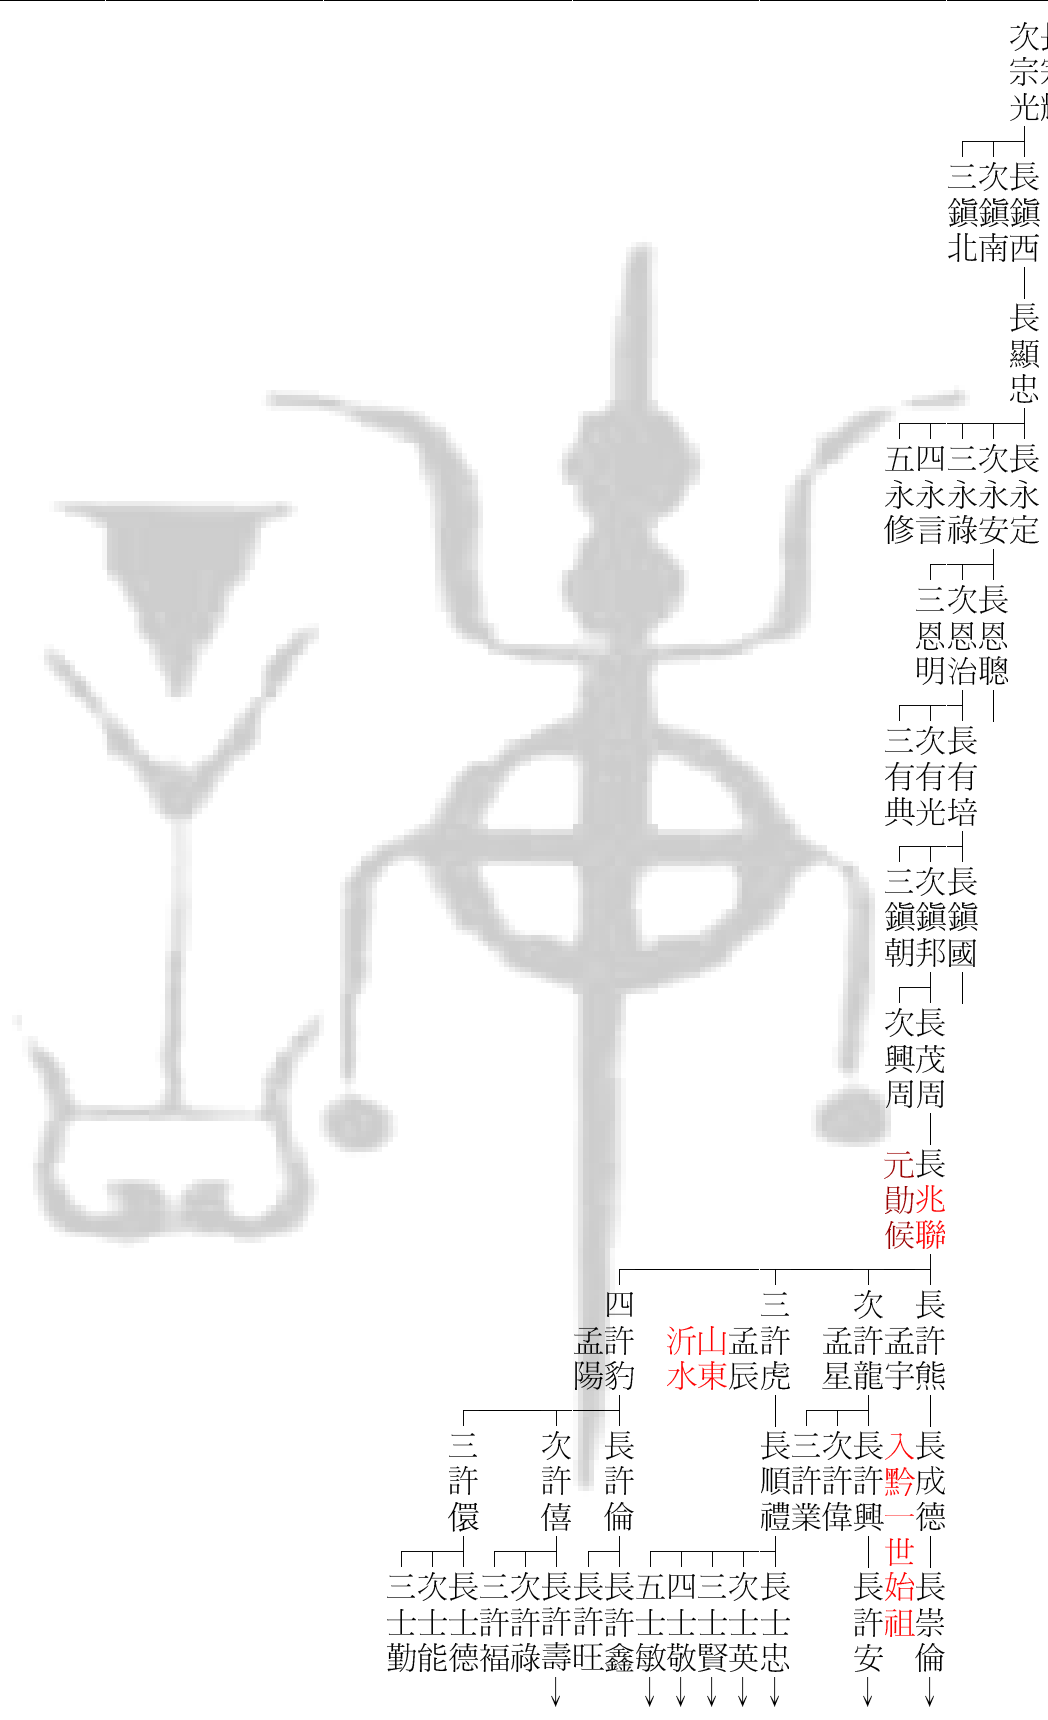 次宗光
長鎭西
次鎭南
三鎭北
長顯忠
長永定
次永安
三永祿
四永言
五永修
長恩聰
次恩治
三恩明
長有培
次有光
三有典
長鎭國
次鎭邦
三鎭朝
長茂周
次興周
長兆聯
元勛候
長許熊
孟宇
次許龍
孟星
三許虎
孟辰
山東
沂水
四許豹
孟陽
長成德
入黔一世始祖
長許興
次許偉
三許業
長順禮
長許倫
次許僖
三許儇
長崇倫
長許安
長士忠
次士英
三士賢
四士敬
五士敏
長許鑫
長許旺
長許壽
次許祿
三許福
長士德
次士能
三士勤